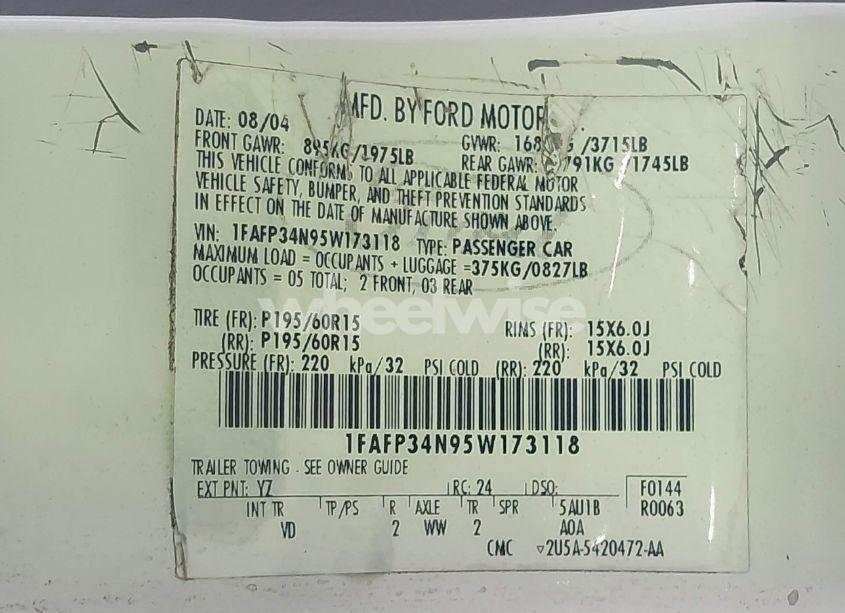 MFD. BY FORD MOTOR
DATE: 08/04
GVWR: 168 /3715LB
FRONT GAWR: 895KG/1975LB
REAR GAWR: 791KG 1745LB
THIS VEHICLE CONFORMS TO ALL APPLICABLE FEDERAL MOTOR
VEHICLE SAFETY, BUMPER, AND THEFT PREVENTION STANDARDS
IN EFFECT ON THE DATE OF MANUFACTURE SHOWN ABOVE.
VIN: 1FAFP34N95W173118 TYPE: PASSENGER CAR
MAXIMUM LOAD = OCCUPANTS + LUGGAGE =375KG/0827LB
OCCUPANTS = 05 TOTAL; 2 FRONT, 03 REAR
wheelwise
TIRE (FR): P195/60R15 RIMS (FR): 15X6.0J
(RR): P195/60R15 (RR): 15X6.0J
PRESSURE (FR): 220 kPa/32 PSI COLD (RR): 220 kPa/32 PSI COLD
1FAFP34N95W173118
TRAILER TOWING - SEE OWNER GUIDE
EXT PNT: YZ RC: 24 DSO: F0144
INT TR TP/PS R AXLE TR SPR 5AU1B R0063
VD 2 WW 2 AOA
CMC 2U5A-5420472-AA